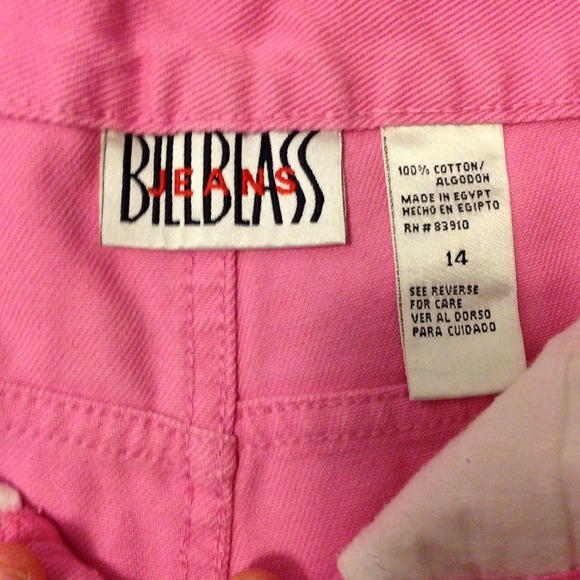 BILLBLASS
JEANS
100% COTTON/
ALGODON
MADE IN EGYPT
HECHO EN EGIPTO
RN # 83910
14
SEE REVERSE
FOR CARE
VER AL DORSO
PARA CUIDADO